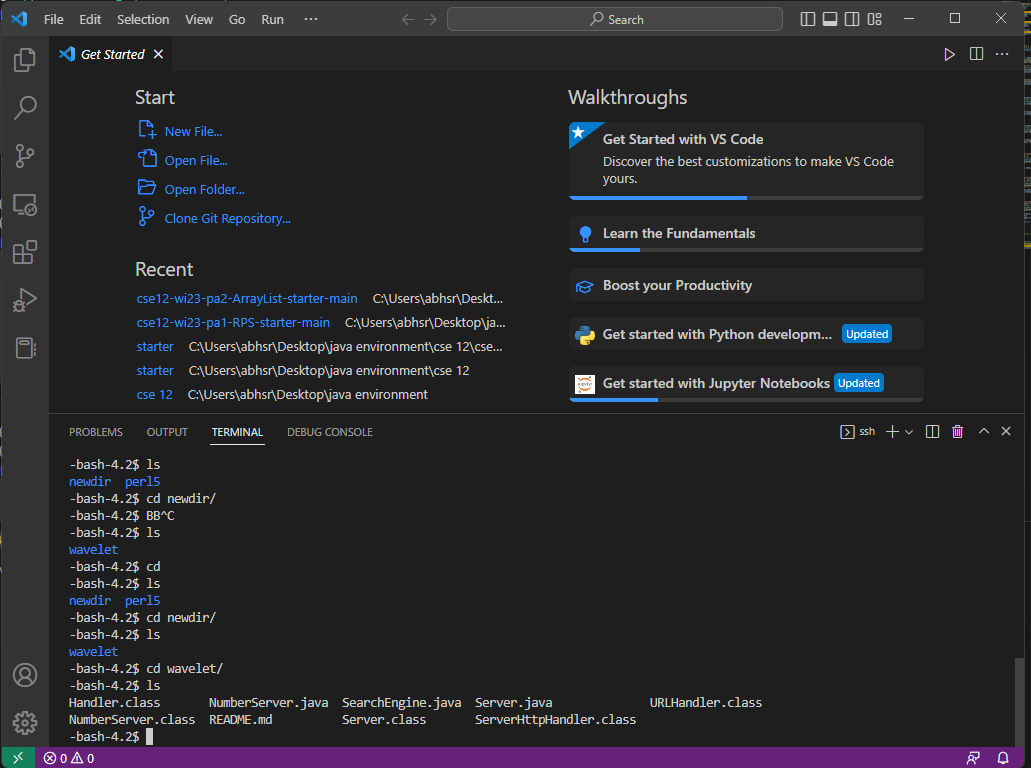 File Edit Selection View Go Run ··· Search
Get Started
Start
New File...
Open File...
Open Folder...
Clone Git Repository...
Recent
cse12-wi23-pa2-ArrayList-starter-main C:\Users\abhsr\Deskt...
cse12-wi23-pa1-RPS-starter-main C:\Users\abhsr\Desktop\ja...
starter C:\Users\abhsr\Desktop\java environment\cse 12\cse...
starter C:\Users\abhsr\Desktop\java environment\cse 12
cse 12 C:\Users\abhsr\Desktop\java environment
Walkthroughs
Get Started with VS Code
Discover the best customizations to make VS Code
yours.
Learn the Fundamentals
Boost your Productivity
Get started with Python developm... Updated
Get started with Jupyter Notebooks Updated
PROBLEMS OUTPUT TERMINAL DEBUG CONSOLE ssh
-bash-4.2$ ls
newdir perl5
-bash-4.2$ cd newdir/
-bash-4.2$ BB^C
-bash-4.2$ ls
wavelet
-bash-4.2$ cd
-bash-4.2$ ls
newdir perl5
-bash-4.2$ cd newdir/
-bash-4.2$ ls
wavelet
-bash-4.2$ cd wavelet/
-bash-4.2$ ls
Handler.class NumberServer.java SearchEngine.java Server.java URLHandler.class
NumberServer.class README.md Server.class ServerHttpHandler.class
-bash-4.2$
0 0